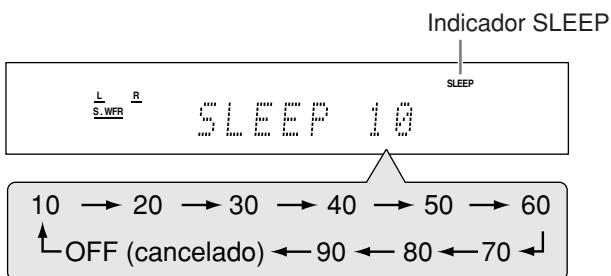 Indicador SLEEP
SLEEP
L R
S.WFR
SLEEP 10
10 → 20 → 30 → 40 → 50 → 60
OFF (cancelado) ← 90 ← 80 ← 70